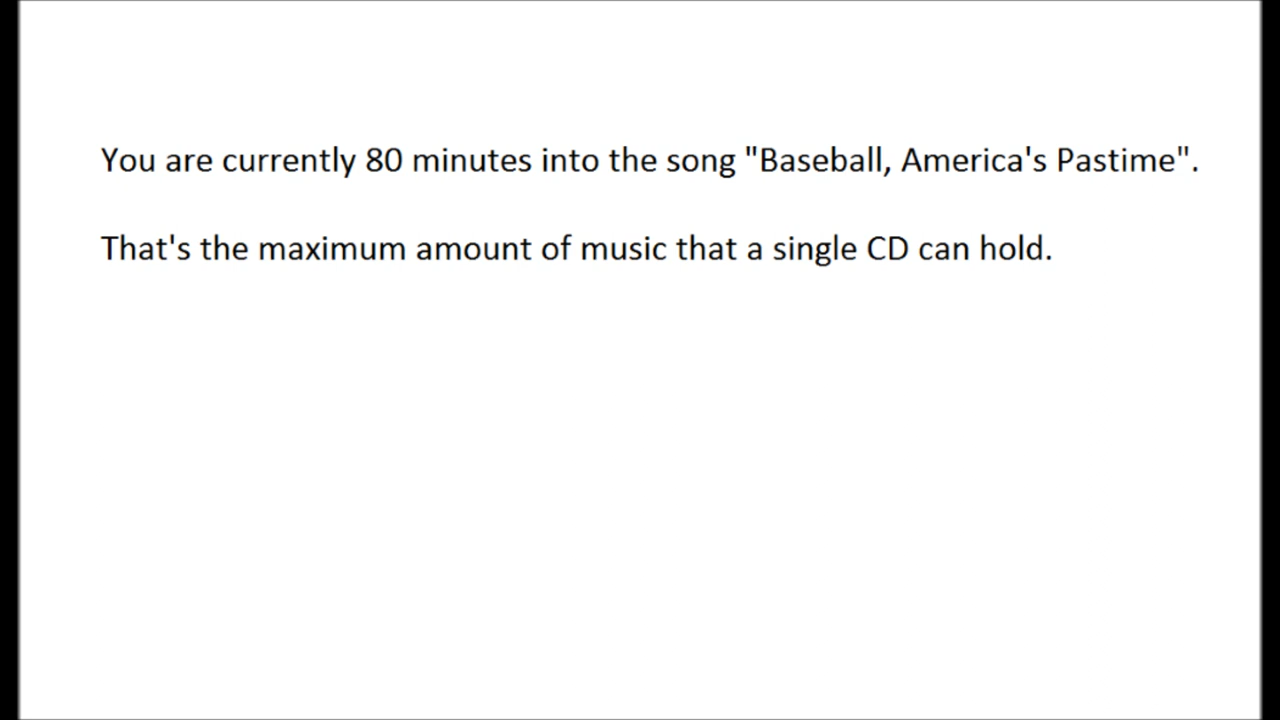 You are currently 80 minutes into the song "Baseball, America's Pastime".
That's the maximum amount of music that a single CD can hold.